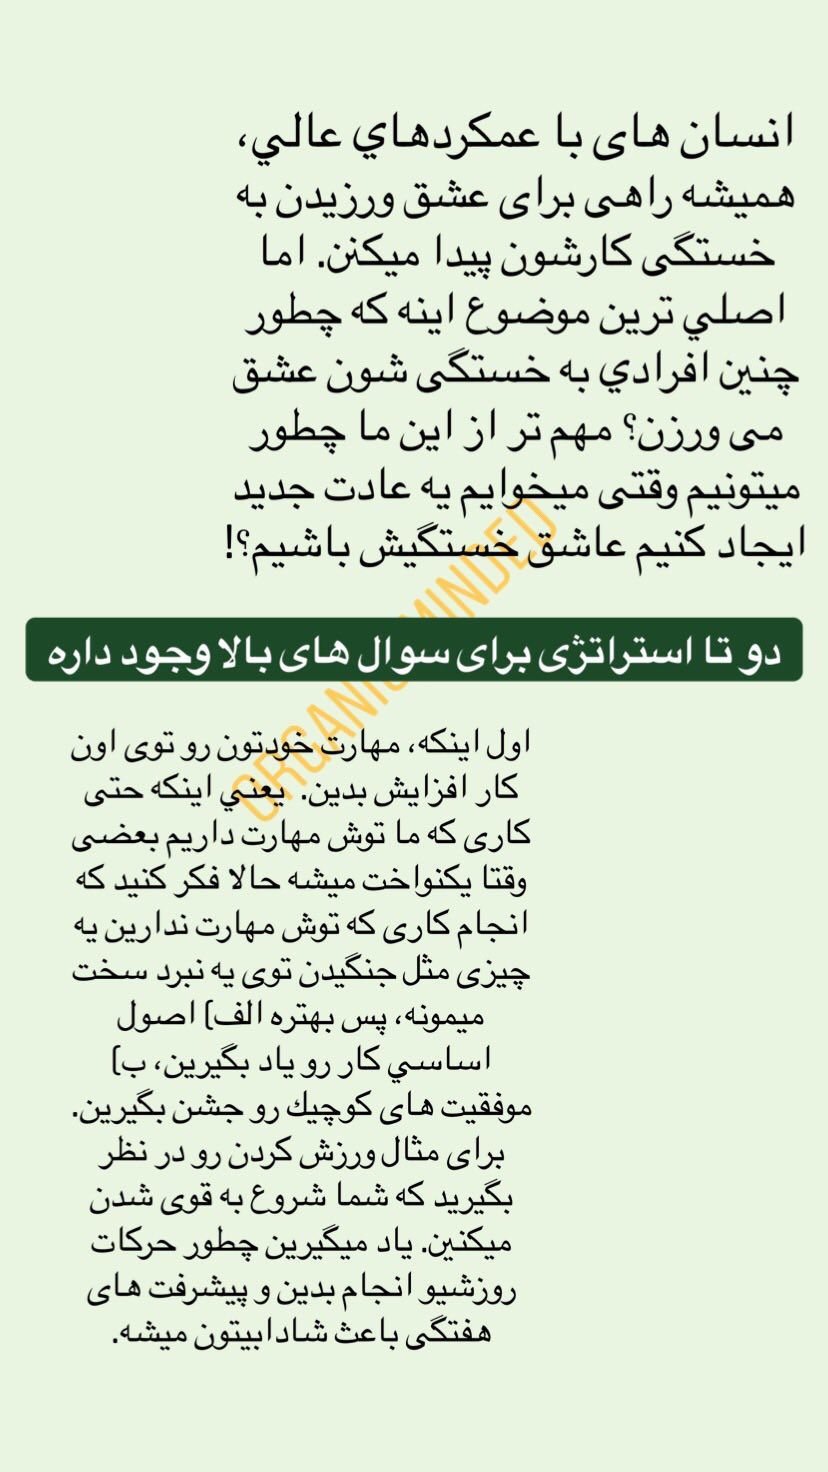 انسان های با عمکردهاي عالي،
همیشه راهی برای عشق ورزیدن به
خستگی کارشون پیدا میکنن. اما
اصلي ترین موضوع اینه که چطور
چنین افرادي به خستگی شون عشق
می ورزن؟ مهم تر از این ما چطور
میتونیم وقتی میخوایم یه عادت جدید
ایجاد کنیم عاشق خستگیش باشیم؟!
دو تا استراتژی برای سوال های بالا وجود داره
اول اینکه، مهارت خودتون رو توی اون
کار افزایش بدین. یعني اینکه حتی
کاری که ما توش مهارت داریم بعضی
وقتا یکنواخت میشه حالا فکر کنید که
انجام کاری که توش مهارت ندارین یه
چیزی مثل جنگیدن توی یه نبرد سخت
میمونه، پس بهتره الف) اصول
اساسي کار رو یاد بگیرین، ب)
موفقیت های کوچیك رو جشن بگیرین.
برای مثال ورزش کردن رو در نظر
بگیرید که شما شروع به قوی شدن
میکنین. یاد میگیرین چطور حرکات
روزشیو انجام بدین و پیشرفت های
هفتگی باعث شادابیتون میشه.